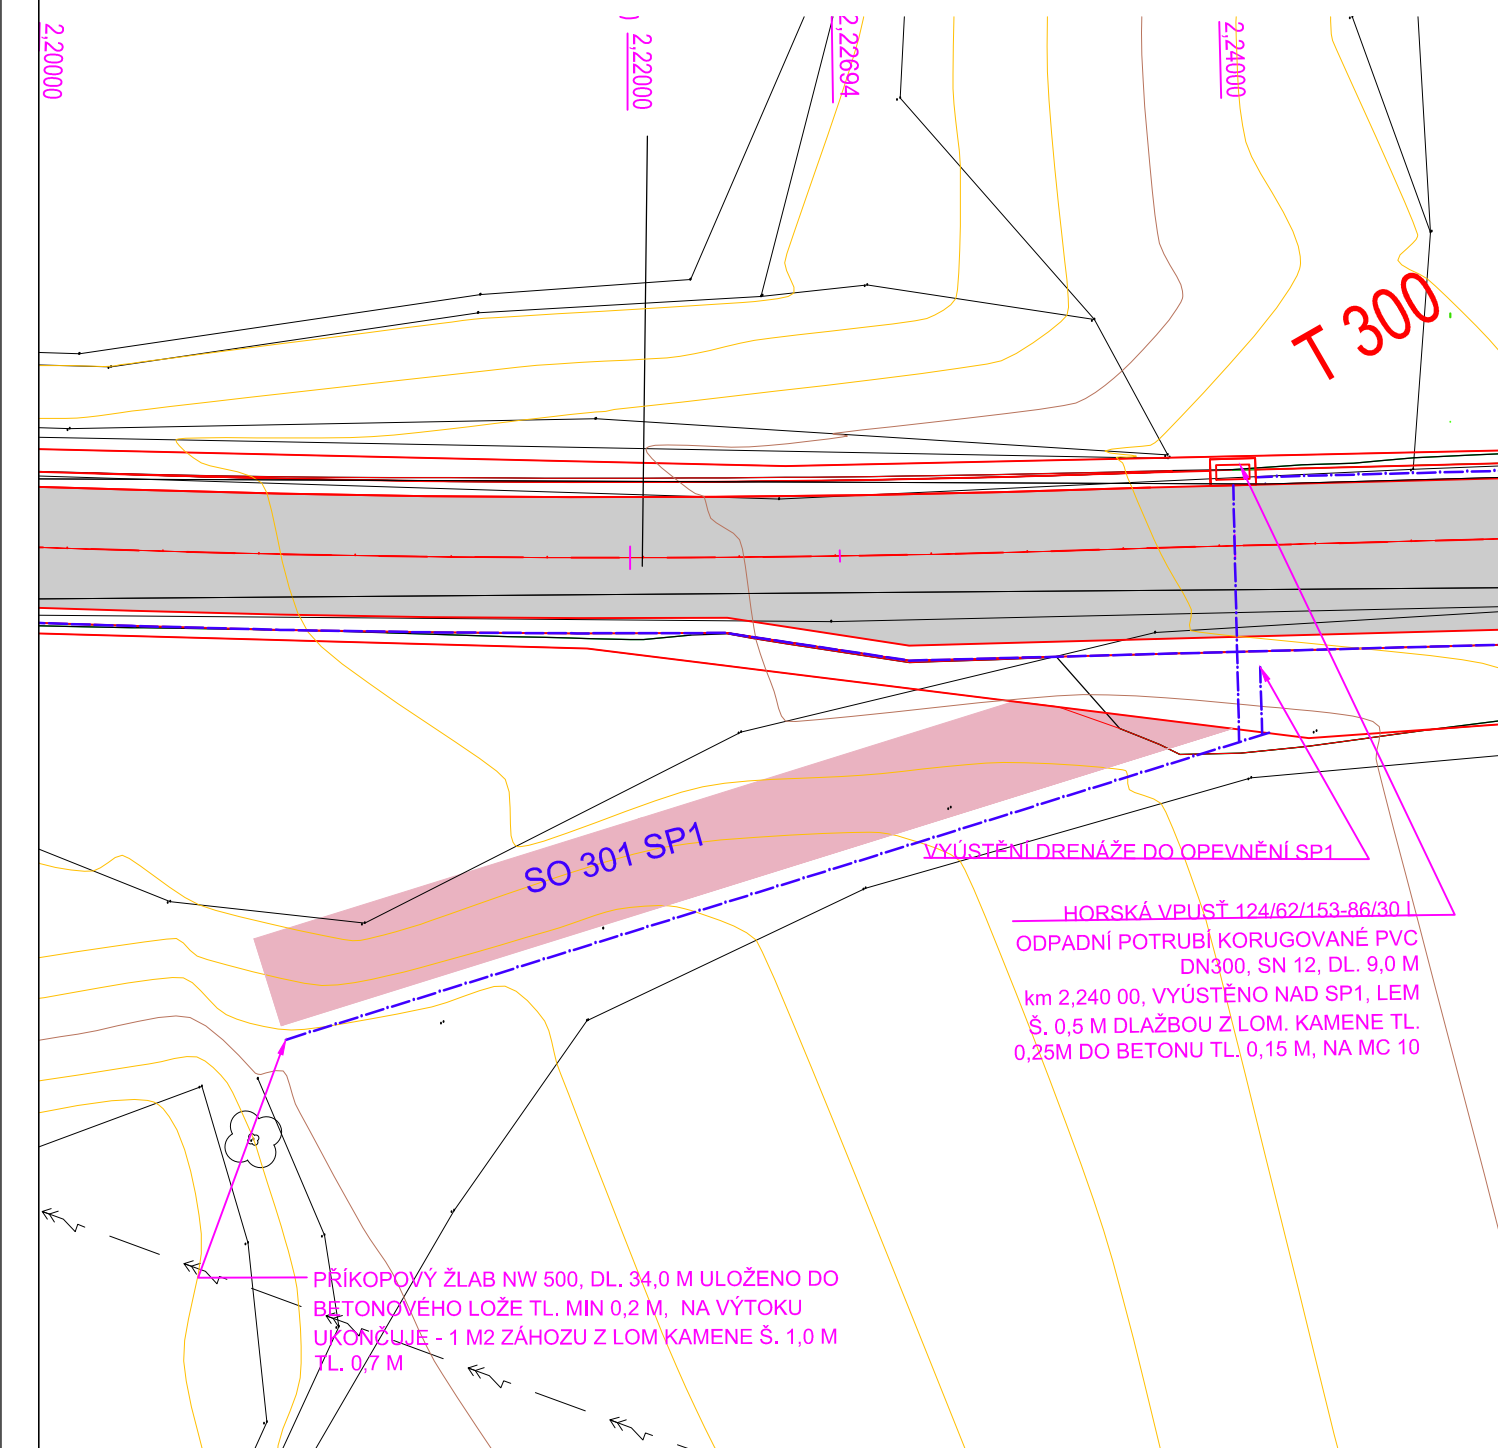 2,20000
) 2,22000
2,22694
2,24000
T 300
SO 301 SP1
VYÚSTĚNÍ DRENÁŽE DO OPEVNĚNÍ SP1
HORSKÁ VPUSŤ 124/62/153-86/30 L
ODPADNÍ POTRUBÍ KORUGOVANÉ PVC
DN300, SN 12, DL. 9,0 M
km 2,240 00, VYÚSTĚNO NAD SP1, LEM
Š. 0,5 M DLAŽBOU Z LOM. KAMENE TL.
0,25M DO BETONU TL. 0,15 M, NA MC 10
PŘÍKOPOVÝ ŽLAB NW 500, DL. 34,0 M ULOŽENO DO
BETONOVÉHO LOŽE TL. MIN 0,2 M, NA VÝTOKU
UKONČUJE - 1 M2 ZÁHOZU Z LOM KAMENE Š. 1,0 M
TL. 0,7 M